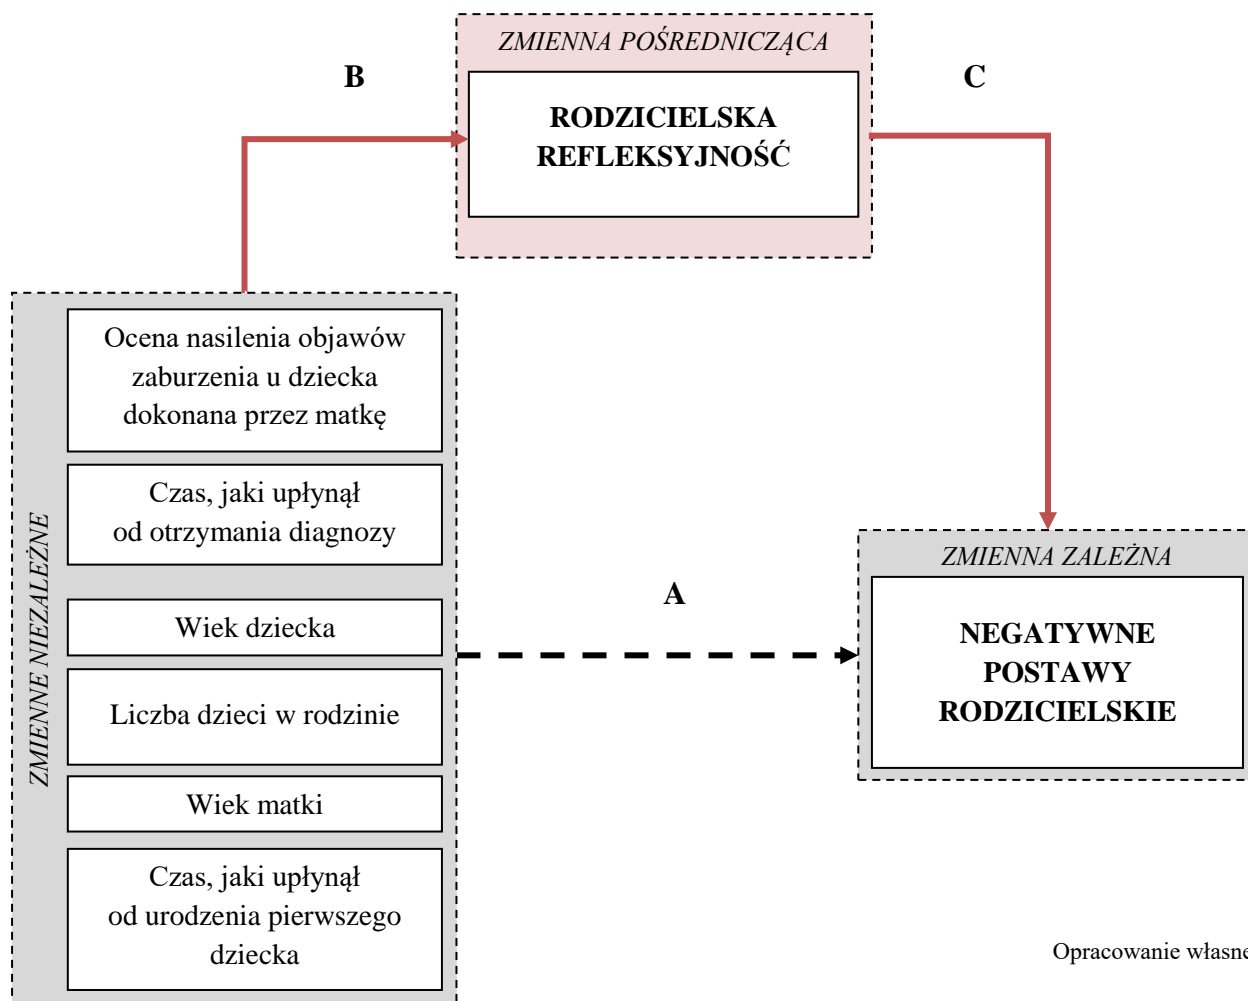 ZMIENNA POŚREDNICZĄCA
B
C
RODZICIELSKA
REFLEKSYJNOŚĆ
ZMIENNE NIEZALEŻNE
Ocena nasilenia objawów
zaburzenia u dziecka
dokonana przez matkę
Czas, jaki upłynął
od otrzymania diagnozy
Wiek dziecka
Liczba dzieci w rodzinie
Wiek matki
Czas, jaki upłynął
od urodzenia pierwszego
dziecka
A
ZMIENNA ZALEŻNA
NEGATYWNE
POSTAWY
RODZICIELSKIE
Opracowanie własne